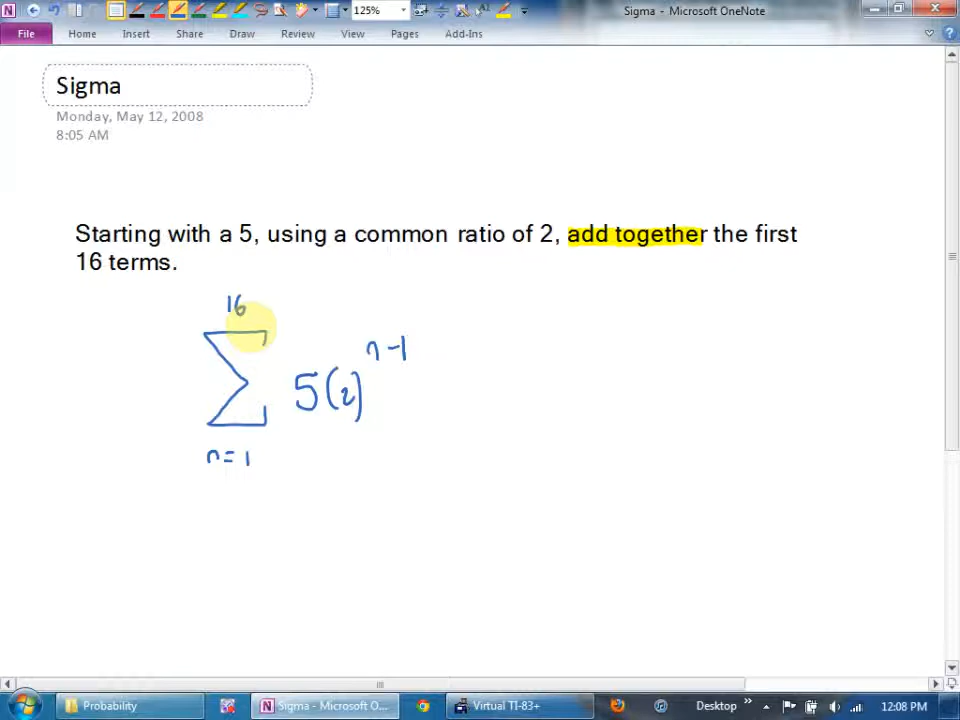 125%
Sigma - Microsoft OneNote
File Home Insert Share Draw Review View Pages Add-Ins
Sigma
Monday, May 12, 2008
8:05 AM
Starting with a 5, using a common ratio of 2, add together the first
16 terms.
16
∑ 5(2)^{n-1}
n=1
Probability Sigma - Microsoft O... Virtual TI-83+ Desktop » 12:08 PM